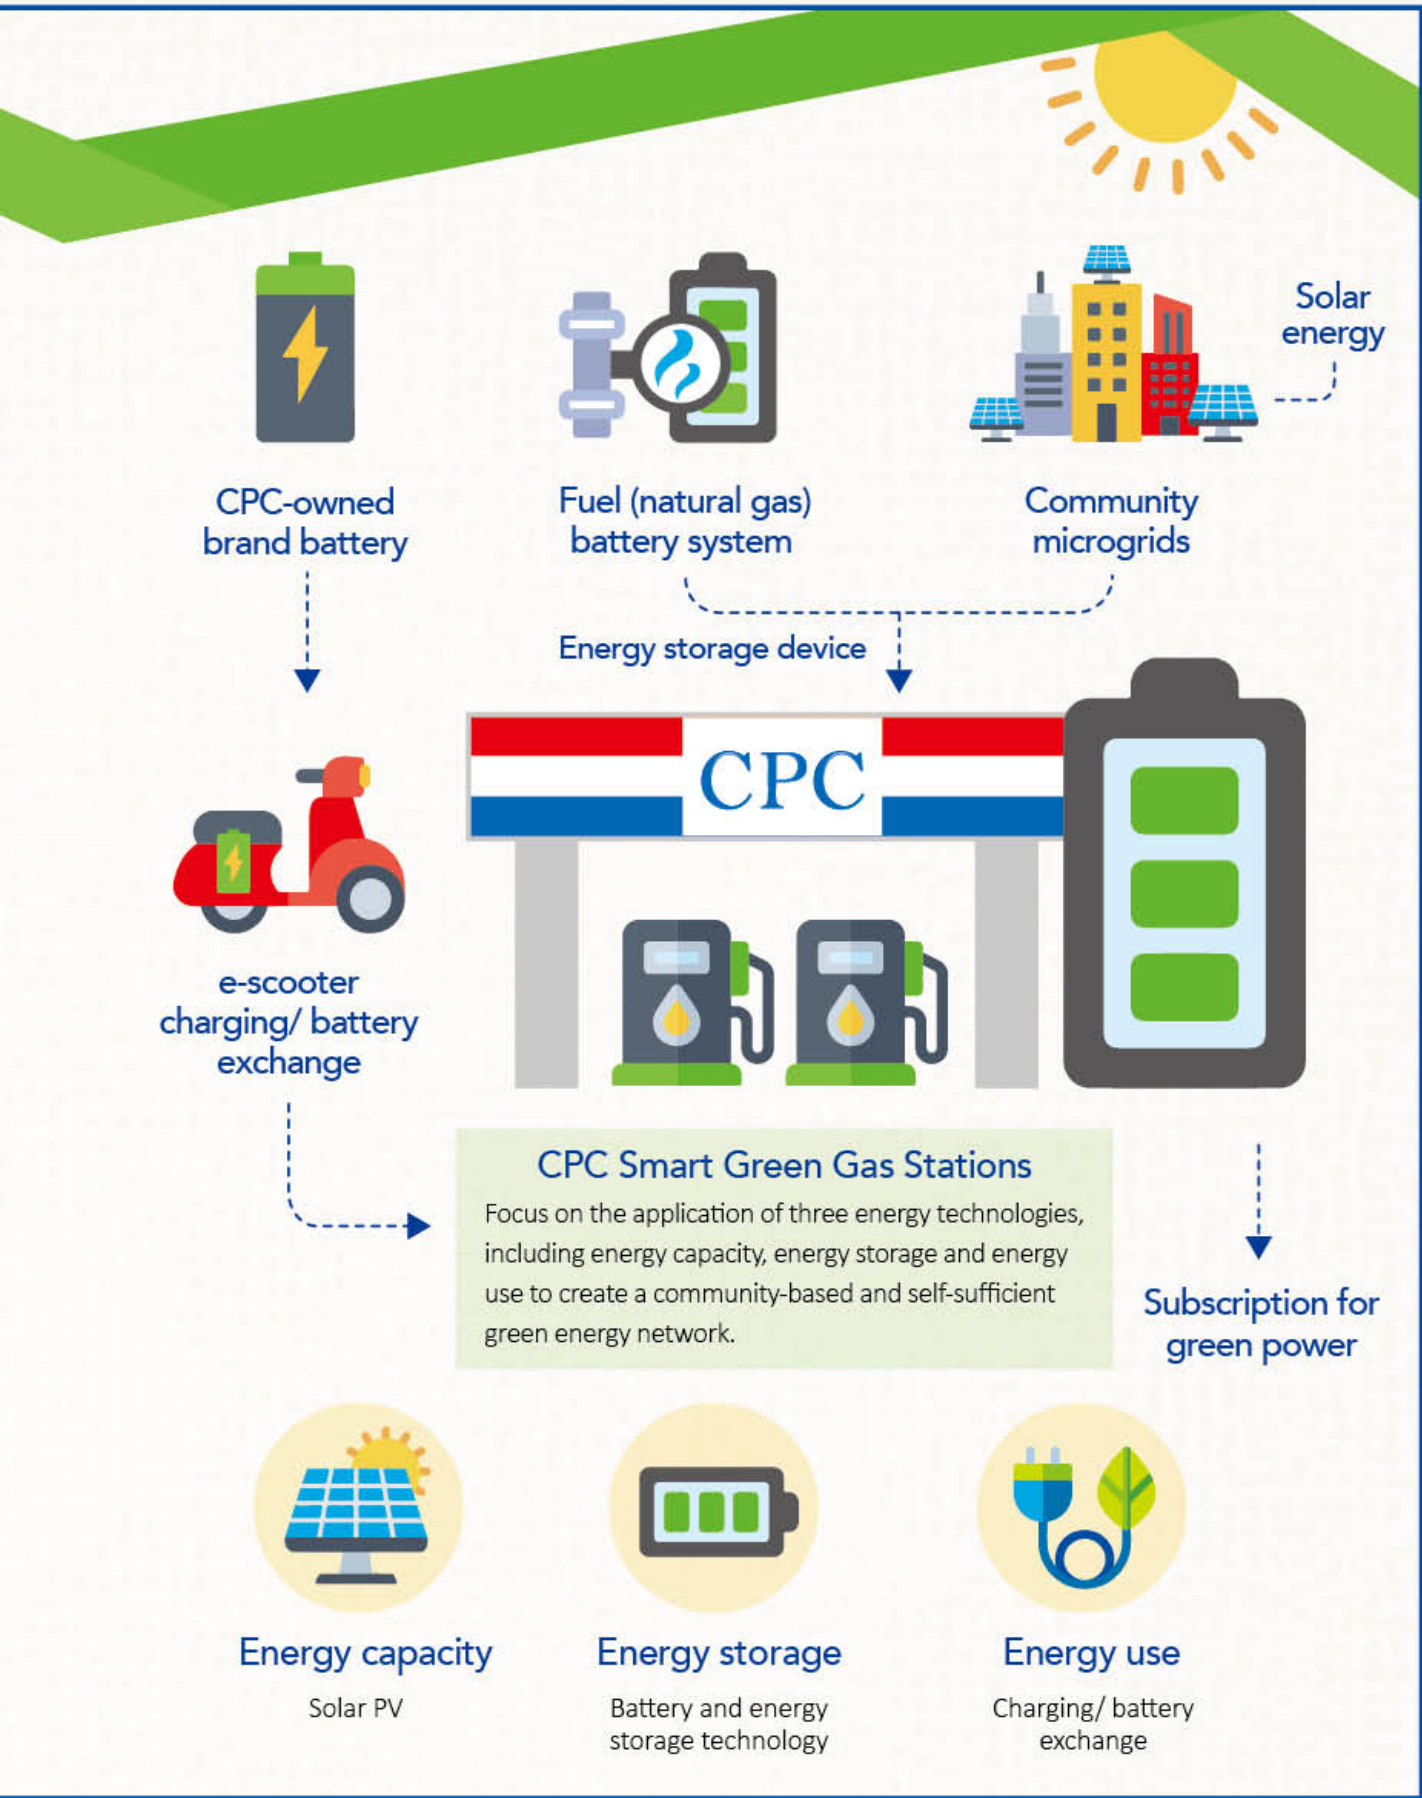 Solar
energy
CPC-owned
brand battery
Fuel (natural gas)
battery system
Community
microgrids
Energy storage device
CPC
e-scooter
charging/ battery
exchange
CPC Smart Green Gas Stations
Focus on the application of three energy technologies,
including energy capacity, energy storage and energy
use to create a community-based and self-sufficient
green energy network.
Subscription for
green power
Energy capacity
Solar PV
Energy storage
Battery and energy
storage technology
Energy use
Charging/ battery
exchange